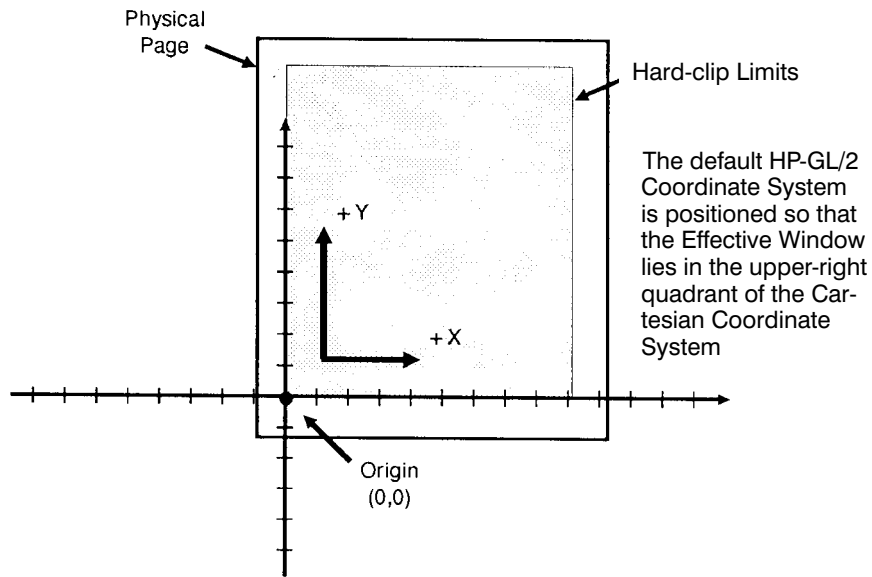 Physical
Page
Hard-clip Limits
The default HP-GL/2
Coordinate System
is positioned so that
the Effective Window
lies in the upper-right
quadrant of the Car-
tesian Coordinate
System
+ Y
+ X
Origin
(0,0)